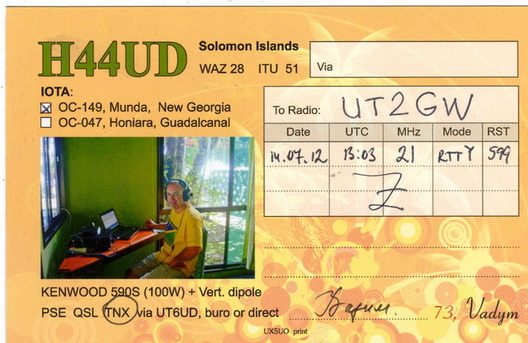 H44UD
Solomon Islands
WAZ 28 ITU 51
Via
IOTA:
OC-149, Munda, New Georgia
OC-047, Honiara, Guadalcanal
To Radio: UT2GW
Date UTC MHz Mode RST
14.07.12 13:03 21 RTTY 599
KENWOOD 590S (100W) + Vert. dipole
PSE QSL TNX via UT6UD, buro or direct
73, Vadym
UX5UO print